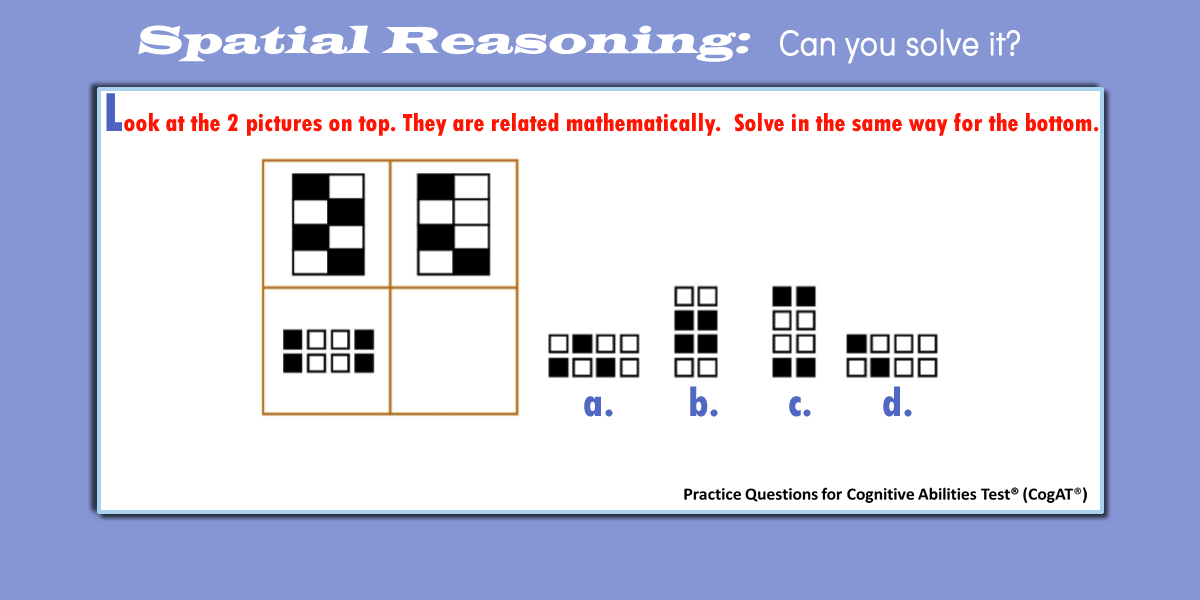 Spatial Reasoning: Can you solve it?
Look at the 2 pictures on top. They are related mathematically. Solve in the same way for the bottom.
a. b. c. d.
Practice Questions for Cognitive Abilities Test® (CogAT®)